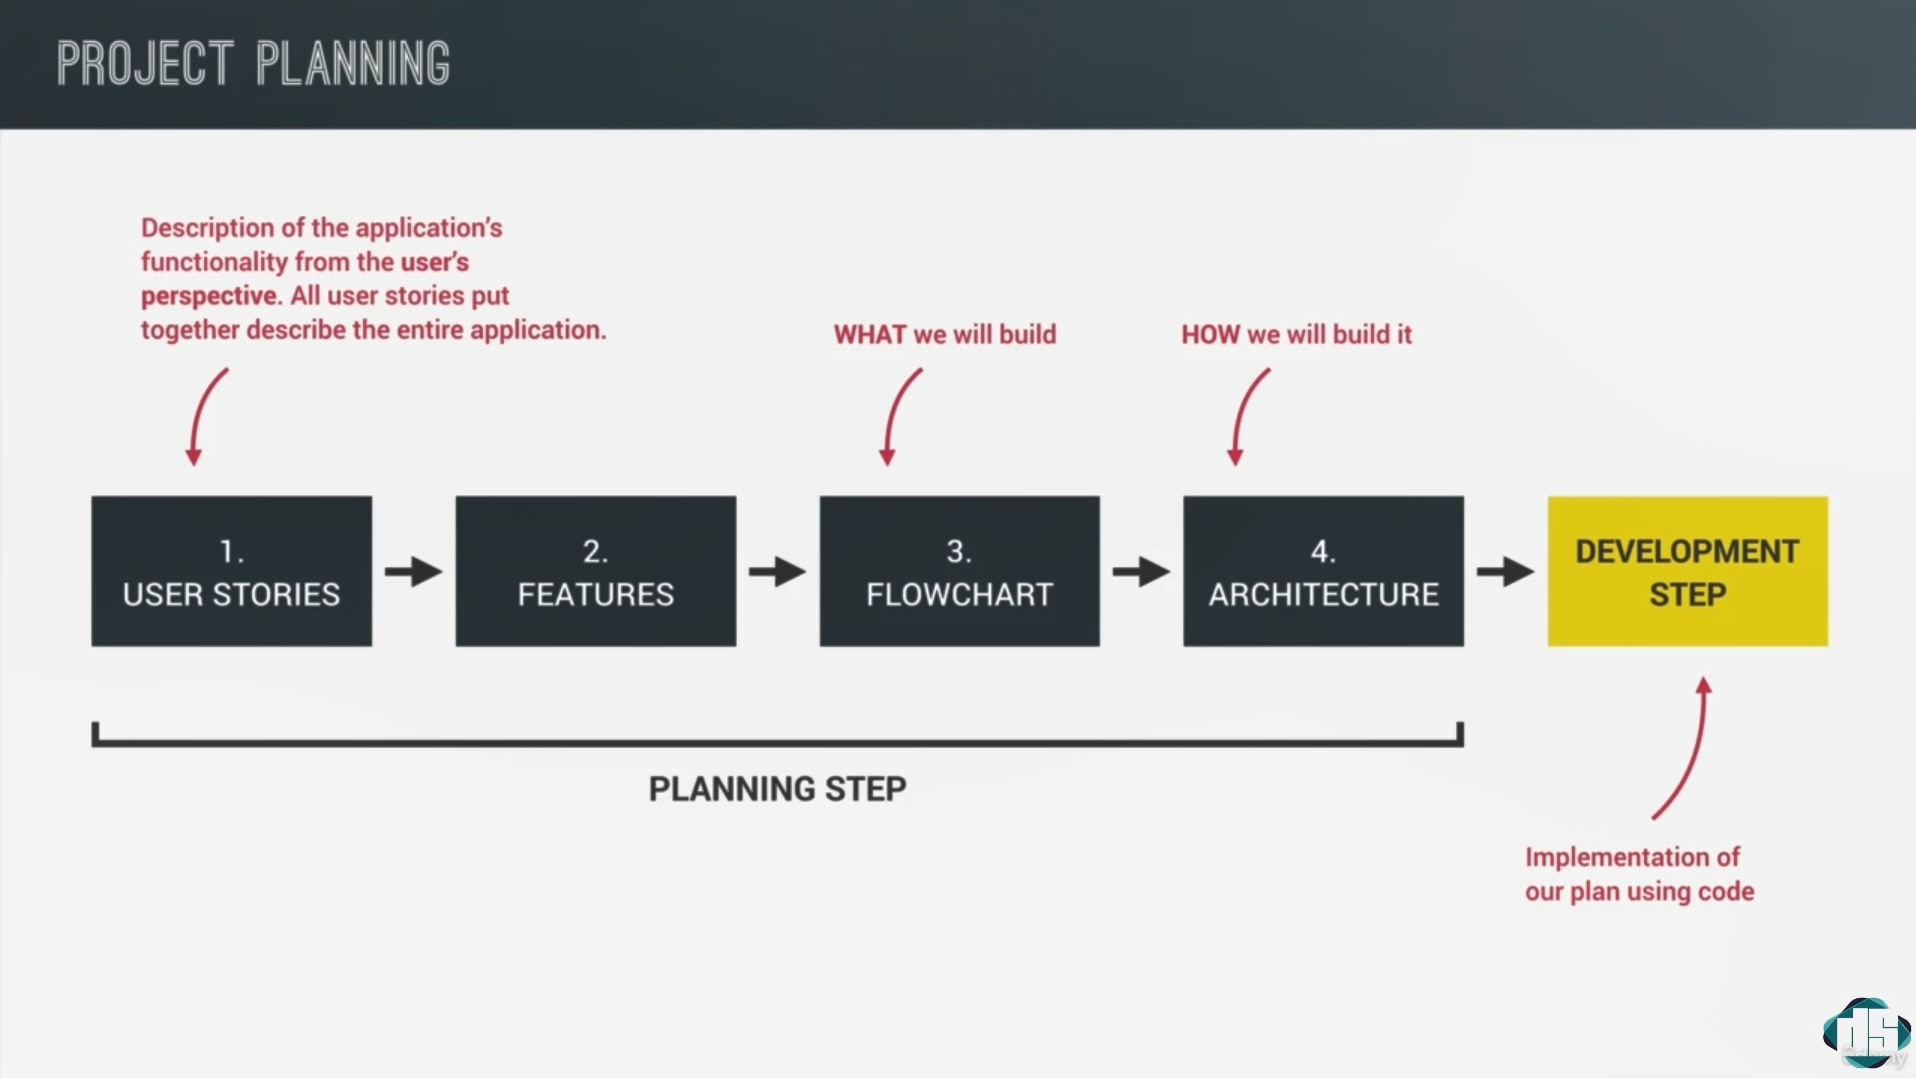 PROJECT PLANNING
Description of the application's
functionality from the user's
perspective. All user stories put
together describe the entire application.
WHAT we will build
HOW we will build it
1.
USER STORIES
2.
FEATURES
3.
FLOWCHART
4.
ARCHITECTURE
DEVELOPMENT
STEP
PLANNING STEP
Implementation of
our plan using code
ds